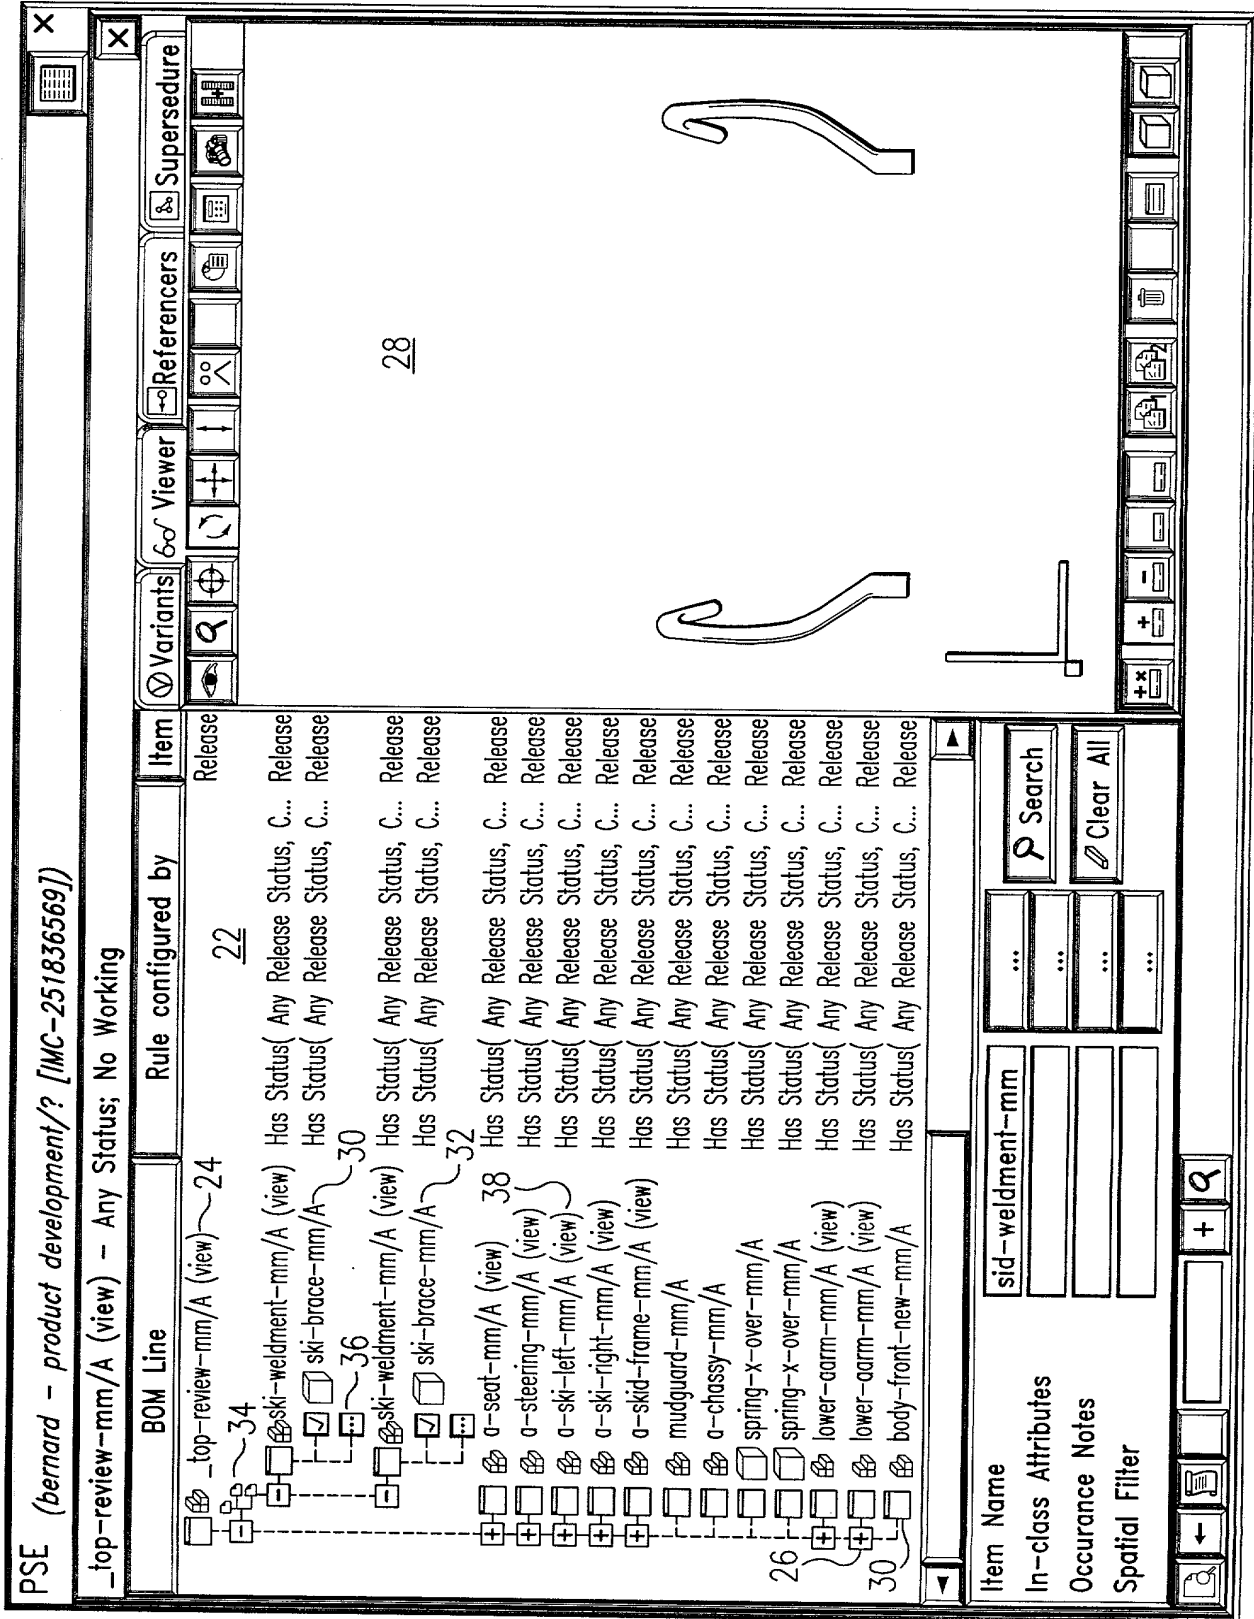 PSE (bernard - product development/? [IMC-251836569])
_top-review-mm/A (view) - Any Status; No Working
BOM Line Rule configured by Item
Variants Viewer Referencers Supersedure
_top-review-mm/A (view) 24 22 Release
34
ski-weldment-mm/A (view) Has Status( Any Release Status, C... Release
ski-brace-mm/A 30 Has Status( Any Release Status, C... Release
36
ski-weldment-mm/A (view) Has Status( Any Release Status, C... Release
ski-brace-mm/A 32 Has Status( Any Release Status, C... Release
a-seat-mm/A (view) 38 Has Status( Any Release Status, C... Release
a-steering-mm/A (view) Has Status( Any Release Status, C... Release
a-ski-left-mm/A (view) Has Status( Any Release Status, C... Release
a-ski-right-mm/A (view) Has Status( Any Release Status, C... Release
a-skid-frame-mm/A (view) Has Status( Any Release Status, C... Release
mudguard-mm/A Has Status( Any Release Status, C... Release
a-chassy-mm/A Has Status( Any Release Status, C... Release
spring-x-over-mm/A Has Status( Any Release Status, C... Release
spring-x-over-mm/A Has Status( Any Release Status, C... Release
26 lower-aarm-mm/A (view) Has Status( Any Release Status, C... Release
lower-aarm-mm/A (view) Has Status( Any Release Status, C... Release
30 body-front-new-mm/A Has Status( Any Release Status, C... Release
28
Item Name sid-weldment-mm ... Search
In-class Attributes ...
Occurance Notes ... Clear All
Spatial Filter ...